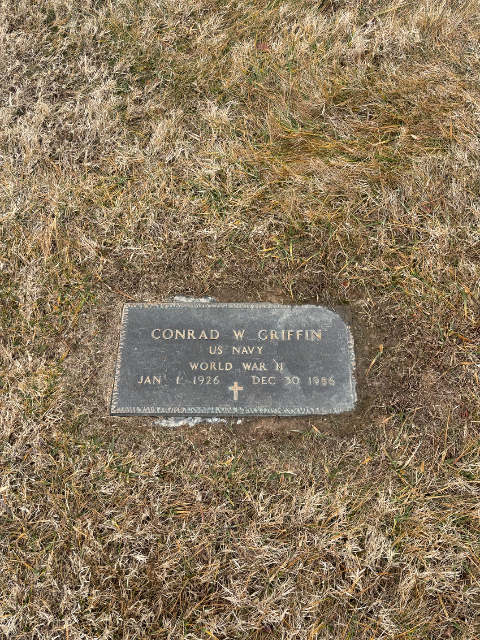 CONRAD W GRIFFIN
US NAVY
WORLD WAR II
JAN 1 1926 DEC 30 1986